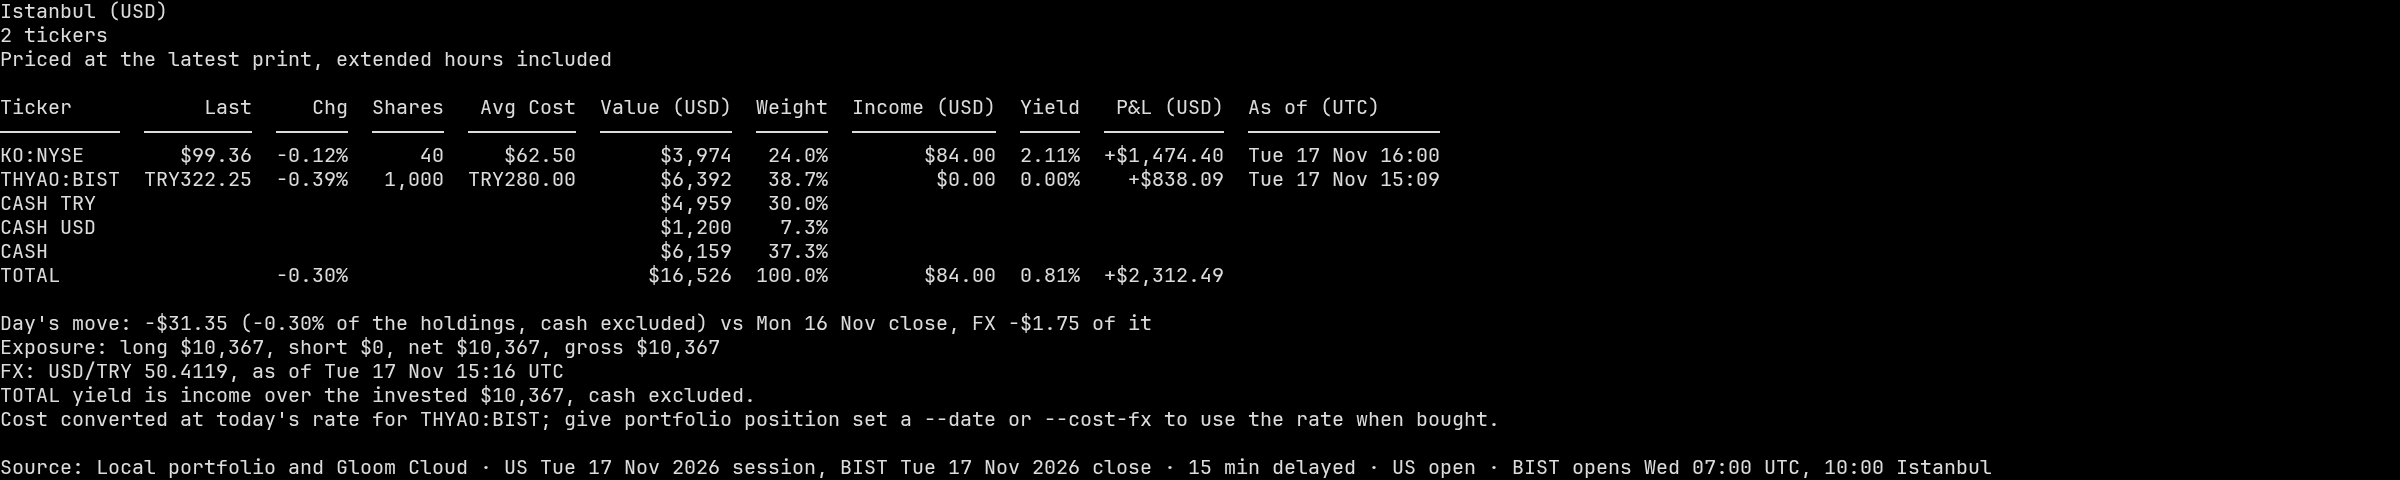 Istanbul (USD)
2 tickers
Priced at the latest print, extended hours included
Ticker Last Chg Shares Avg Cost Value (USD) Weight Income (USD) Yield P&L (USD) As of (UTC)
KO:NYSE $99.36 -0.12% 40 $62.50 $3,974 24.0% $84.00 2.11% +$1,474.40 Tue 17 Nov 16:00
THYAO:BIST TRY322.25 -0.39% 1,000 TRY280.00 $6,392 38.7% $0.00 0.00% +$838.09 Tue 17 Nov 15:09
CASH TRY $4,959 30.0%
CASH USD $1,200 7.3%
CASH $6,159 37.3%
TOTAL -0.30% $16,526 100.0% $84.00 0.81% +$2,312.49
Day's move: -$31.35 (-0.30% of the holdings, cash excluded) vs Mon 16 Nov close, FX -$1.75 of it
Exposure: long $10,367, short $0, net $10,367, gross $10,367
FX: USD/TRY 50.4119, as of Tue 17 Nov 15:16 UTC
TOTAL yield is income over the invested $10,367, cash excluded.
Cost converted at today's rate for THYAO:BIST; give portfolio position set a --date or --cost-fx to use the rate when bought.
Source: Local portfolio and Gloom Cloud · US Tue 17 Nov 2026 session, BIST Tue 17 Nov 2026 close · 15 min delayed · US open · BIST opens Wed 07:00 UTC, 10:00 Istanbul